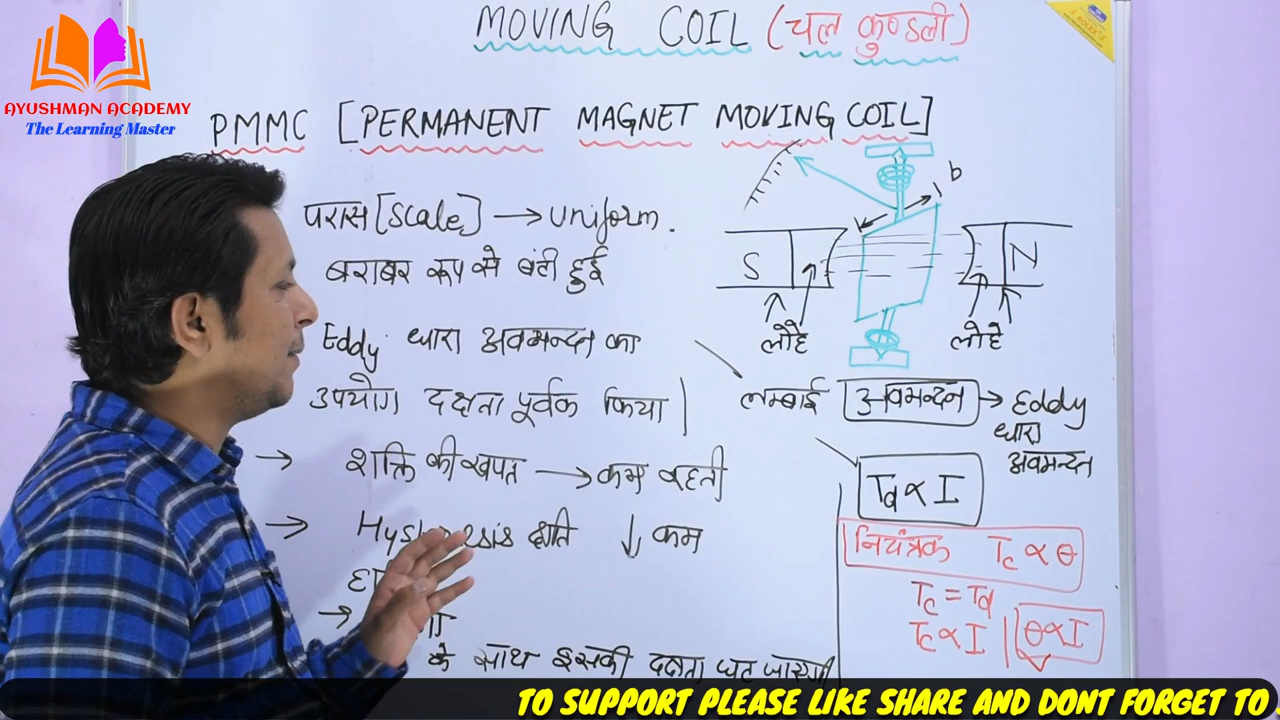 MOVING COIL (चल कुण्डली)
AYUSHMAN ACADEMY
The Learning Master
PMMC [PERMANENT MAGNET MOVING COIL]
परास [Scale] → Uniform.
बराबर रूप से बंटी हुई
Eddy धारा अवमन्दन का
उपयोग दक्षता पूर्वक किया |
→ शक्ति की खपत → कम रहती
→ Hysteresis क्षति ↓ कम
→
के साथ इसकी दक्षता घट जाएगी
b
S
N
लोहे
लोहे
लम्बाई
अवमन्दन → Eddy
धारा
अवमन्दन
Td ∝ I
नियंत्रक Tc ∝ θ
Tc = Td
Tc ∝ I | θ ∝ I
TO SUPPORT PLEASE LIKE SHARE AND DONT FORGET TO